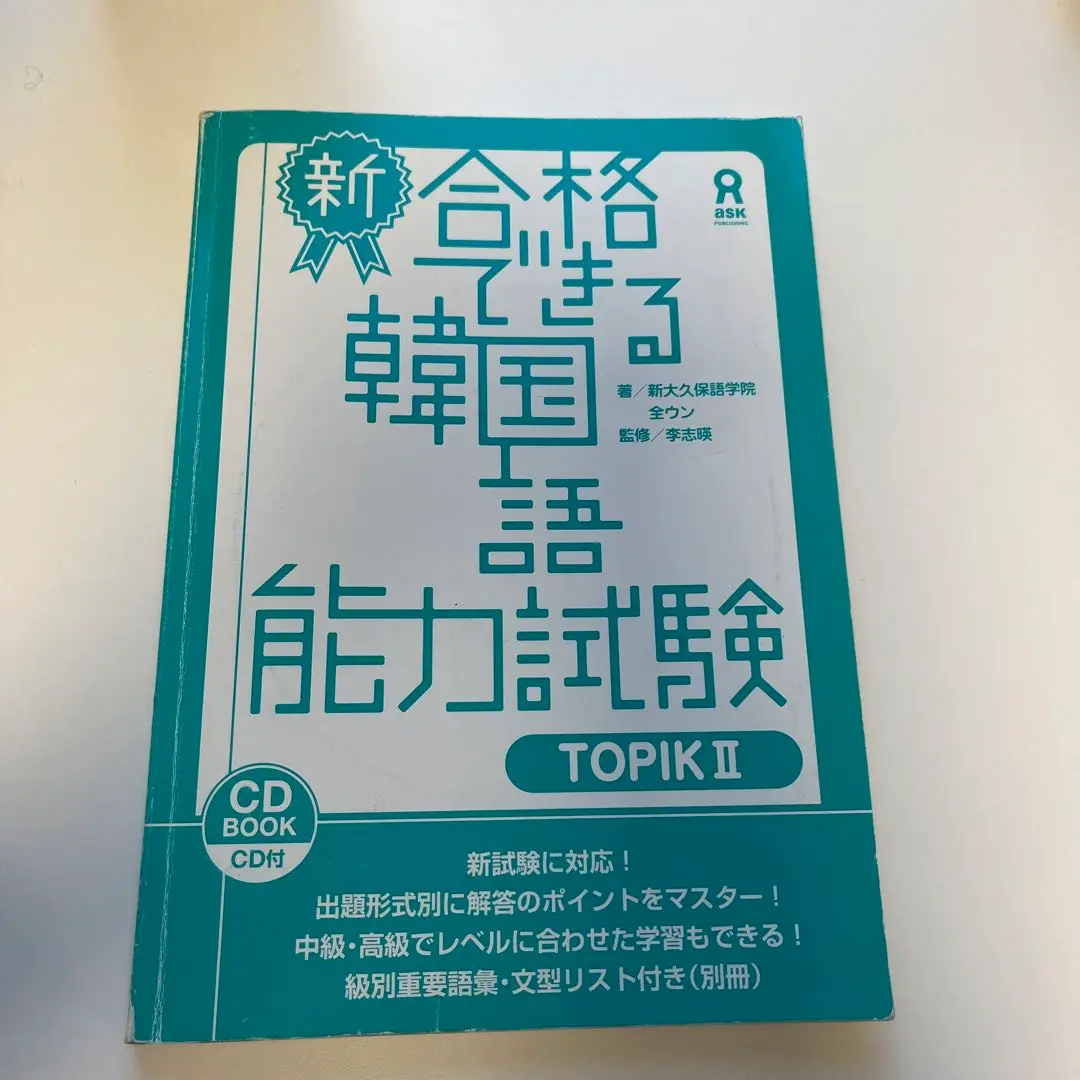 新
合格
できる
韓国
語
能力試験
ask
PUBLISHING
著／新大久保語学院
全ウン
監修／李志暎
TOPIK II
CD
BOOK
CD付
新試験に対応！
出題形式別に解答のポイントをマスター！
中級・高級でレベルに合わせた学習もできる！
級別重要語彙・文型リスト付き（別冊）